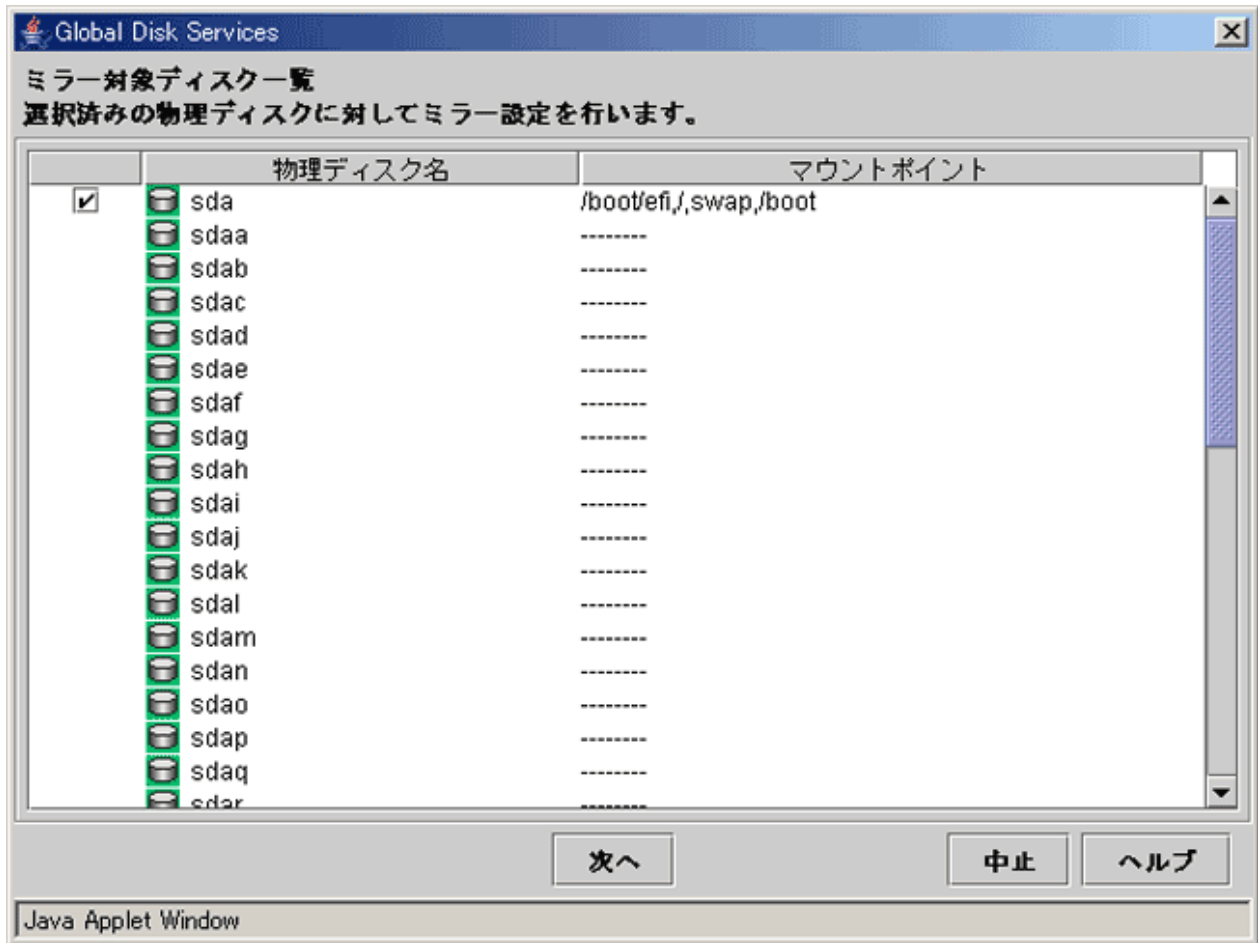 Global Disk Services
ミラー対象ディスク一覧
選択済みの物理ディスクに対してミラー設定を行います。
物理ディスク名 マウントポイント
sda /boot/efi,/,swap,/boot
sdaa --------
sdab --------
sdac --------
sdad --------
sdae --------
sdaf --------
sdag --------
sdah --------
sdai --------
sdaj --------
sdak --------
sdal --------
sdam --------
sdan --------
sdao --------
sdap --------
sdaq --------
sdar --------
次へ 中止 ヘルプ
Java Applet Window